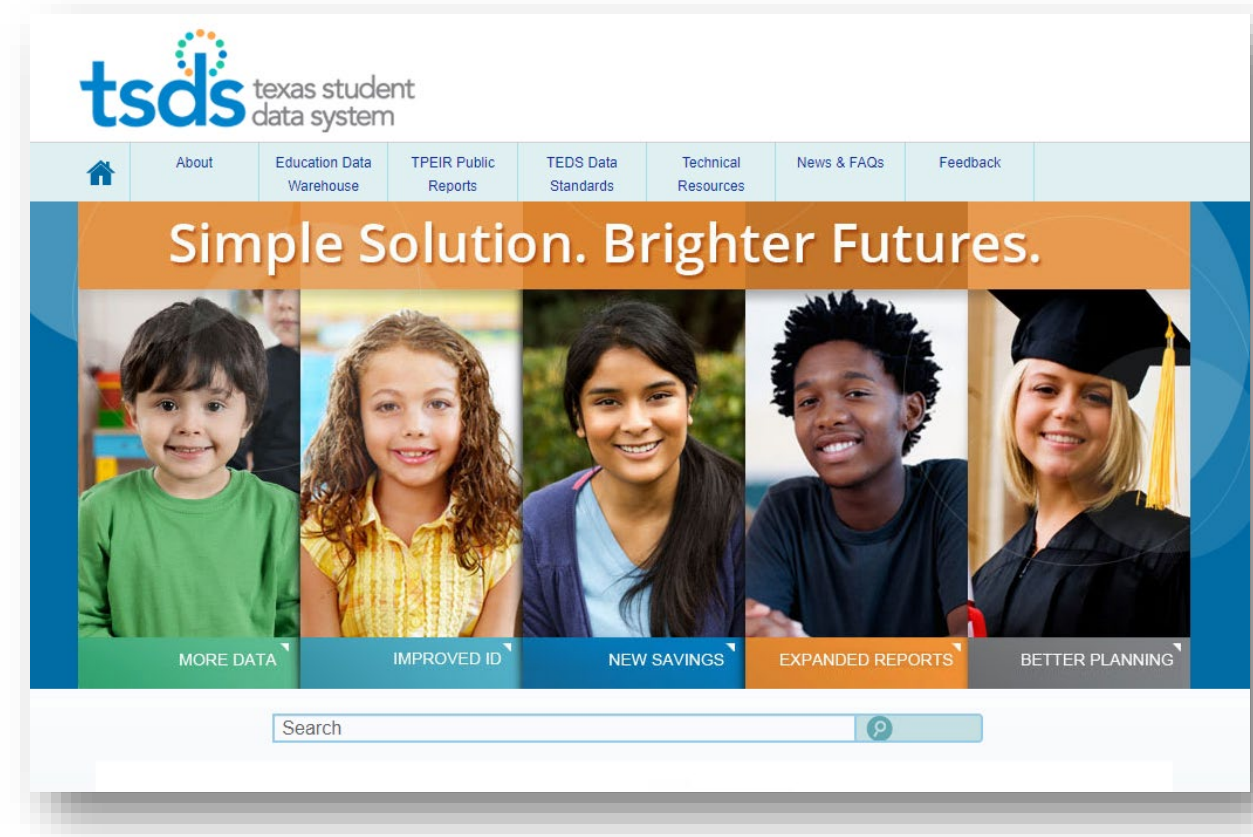 tsds texas student
data system
About
Education Data
Warehouse
TPEIR Public
Reports
TEDS Data
Standards
Technical
Resources
News & FAQs
Feedback
Simple Solution. Brighter Futures.
MORE DATA
IMPROVED ID
NEW SAVINGS
EXPANDED REPORTS
BETTER PLANNING
Search